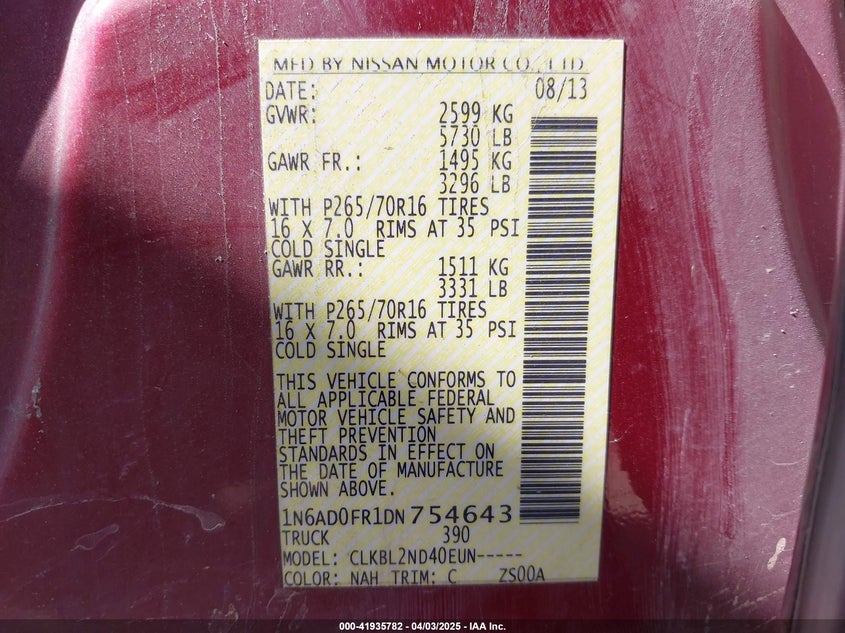 MFD BY NISSAN MOTOR CO., LTD
DATE: 08/13
GVWR: 2599 KG
5730 LB
GAWR FR.: 1495 KG
3296 LB
WITH P265/70R16 TIRES
16 X 7.0 RIMS AT 35 PSI
COLD SINGLE
GAWR RR.: 1511 KG
3331 LB
WITH P265/70R16 TIRES
16 X 7.0 RIMS AT 35 PSI
COLD SINGLE
THIS VEHICLE CONFORMS TO
ALL APPLICABLE FEDERAL
MOTOR VEHICLE SAFETY AND
THEFT PREVENTION
STANDARDS IN EFFECT ON
THE DATE OF MANUFACTURE
SHOWN ABOVE.
1N6AD0FR1DN754643
TRUCK 390
MODEL: CLKBL2ND40EUN-----
COLOR: NAH TRIM: C ZS00A
000-41935782 - 04/03/2025 - IAA Inc.